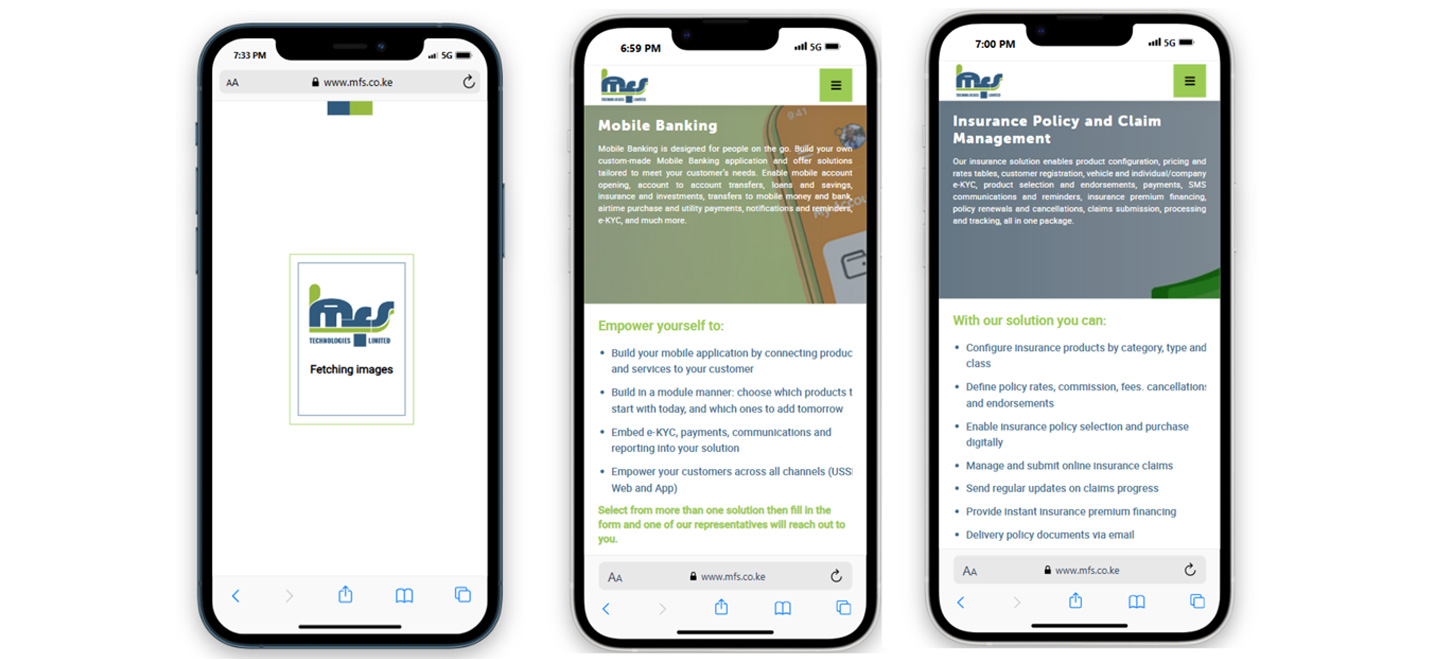 7:33 PM
5G
AA
www.mfs.co.ke
mfs
TECHNOLOGIES LIMITED
Fetching images
6:59 PM
5G
mfs
TECHNOLOGIES LIMITED
Mobile Banking
9:41
Mobile Banking is designed for people on the go. Build your own
custom-made Mobile Banking application and offer solutions
tailored to meet your customer's needs. Enable mobile account
opening, account to account transfers, loans and savings,
insurance and investments, transfers to mobile money and bank,
airtime purchase and utility payments, notifications and reminders,
e-KYC, and much more.
My Accou
Empower yourself to:
• Build your mobile application by connecting produc
and services to your customer
• Build in a module manner: choose which products t
start with today, and which ones to add tomorrow
• Embed e-KYC, payments, communications and
reporting into your solution
• Empower your customers across all channels (USS
Web and App)
Select from more than one solution then fill in the
form and one of our representatives will reach out to
you.
AA
www.mfs.co.ke
7:00 PM
5G
mfs
TECHNOLOGIES LIMITED
Insurance Policy and Claim
Management
Our insurance solution enables product configuration, pricing and
rates tables, customer registration, vehicle and individual/company
e-KYC, product selection and endorsements, payments, SMS
communications and reminders, insurance premium financing,
policy renewals and cancellations, claims submission, processing
and tracking, all in one package.
With our solution you can:
• Configure insurance products by category, type and
class
• Define policy rates, commission, fees. cancellations
and endorsements
• Enable insurance policy selection and purchase
digitally
• Manage and submit online insurance claims
• Send regular updates on claims progress
• Provide instant insurance premium financing
• Delivery policy documents via email
AA
www.mfs.co.ke